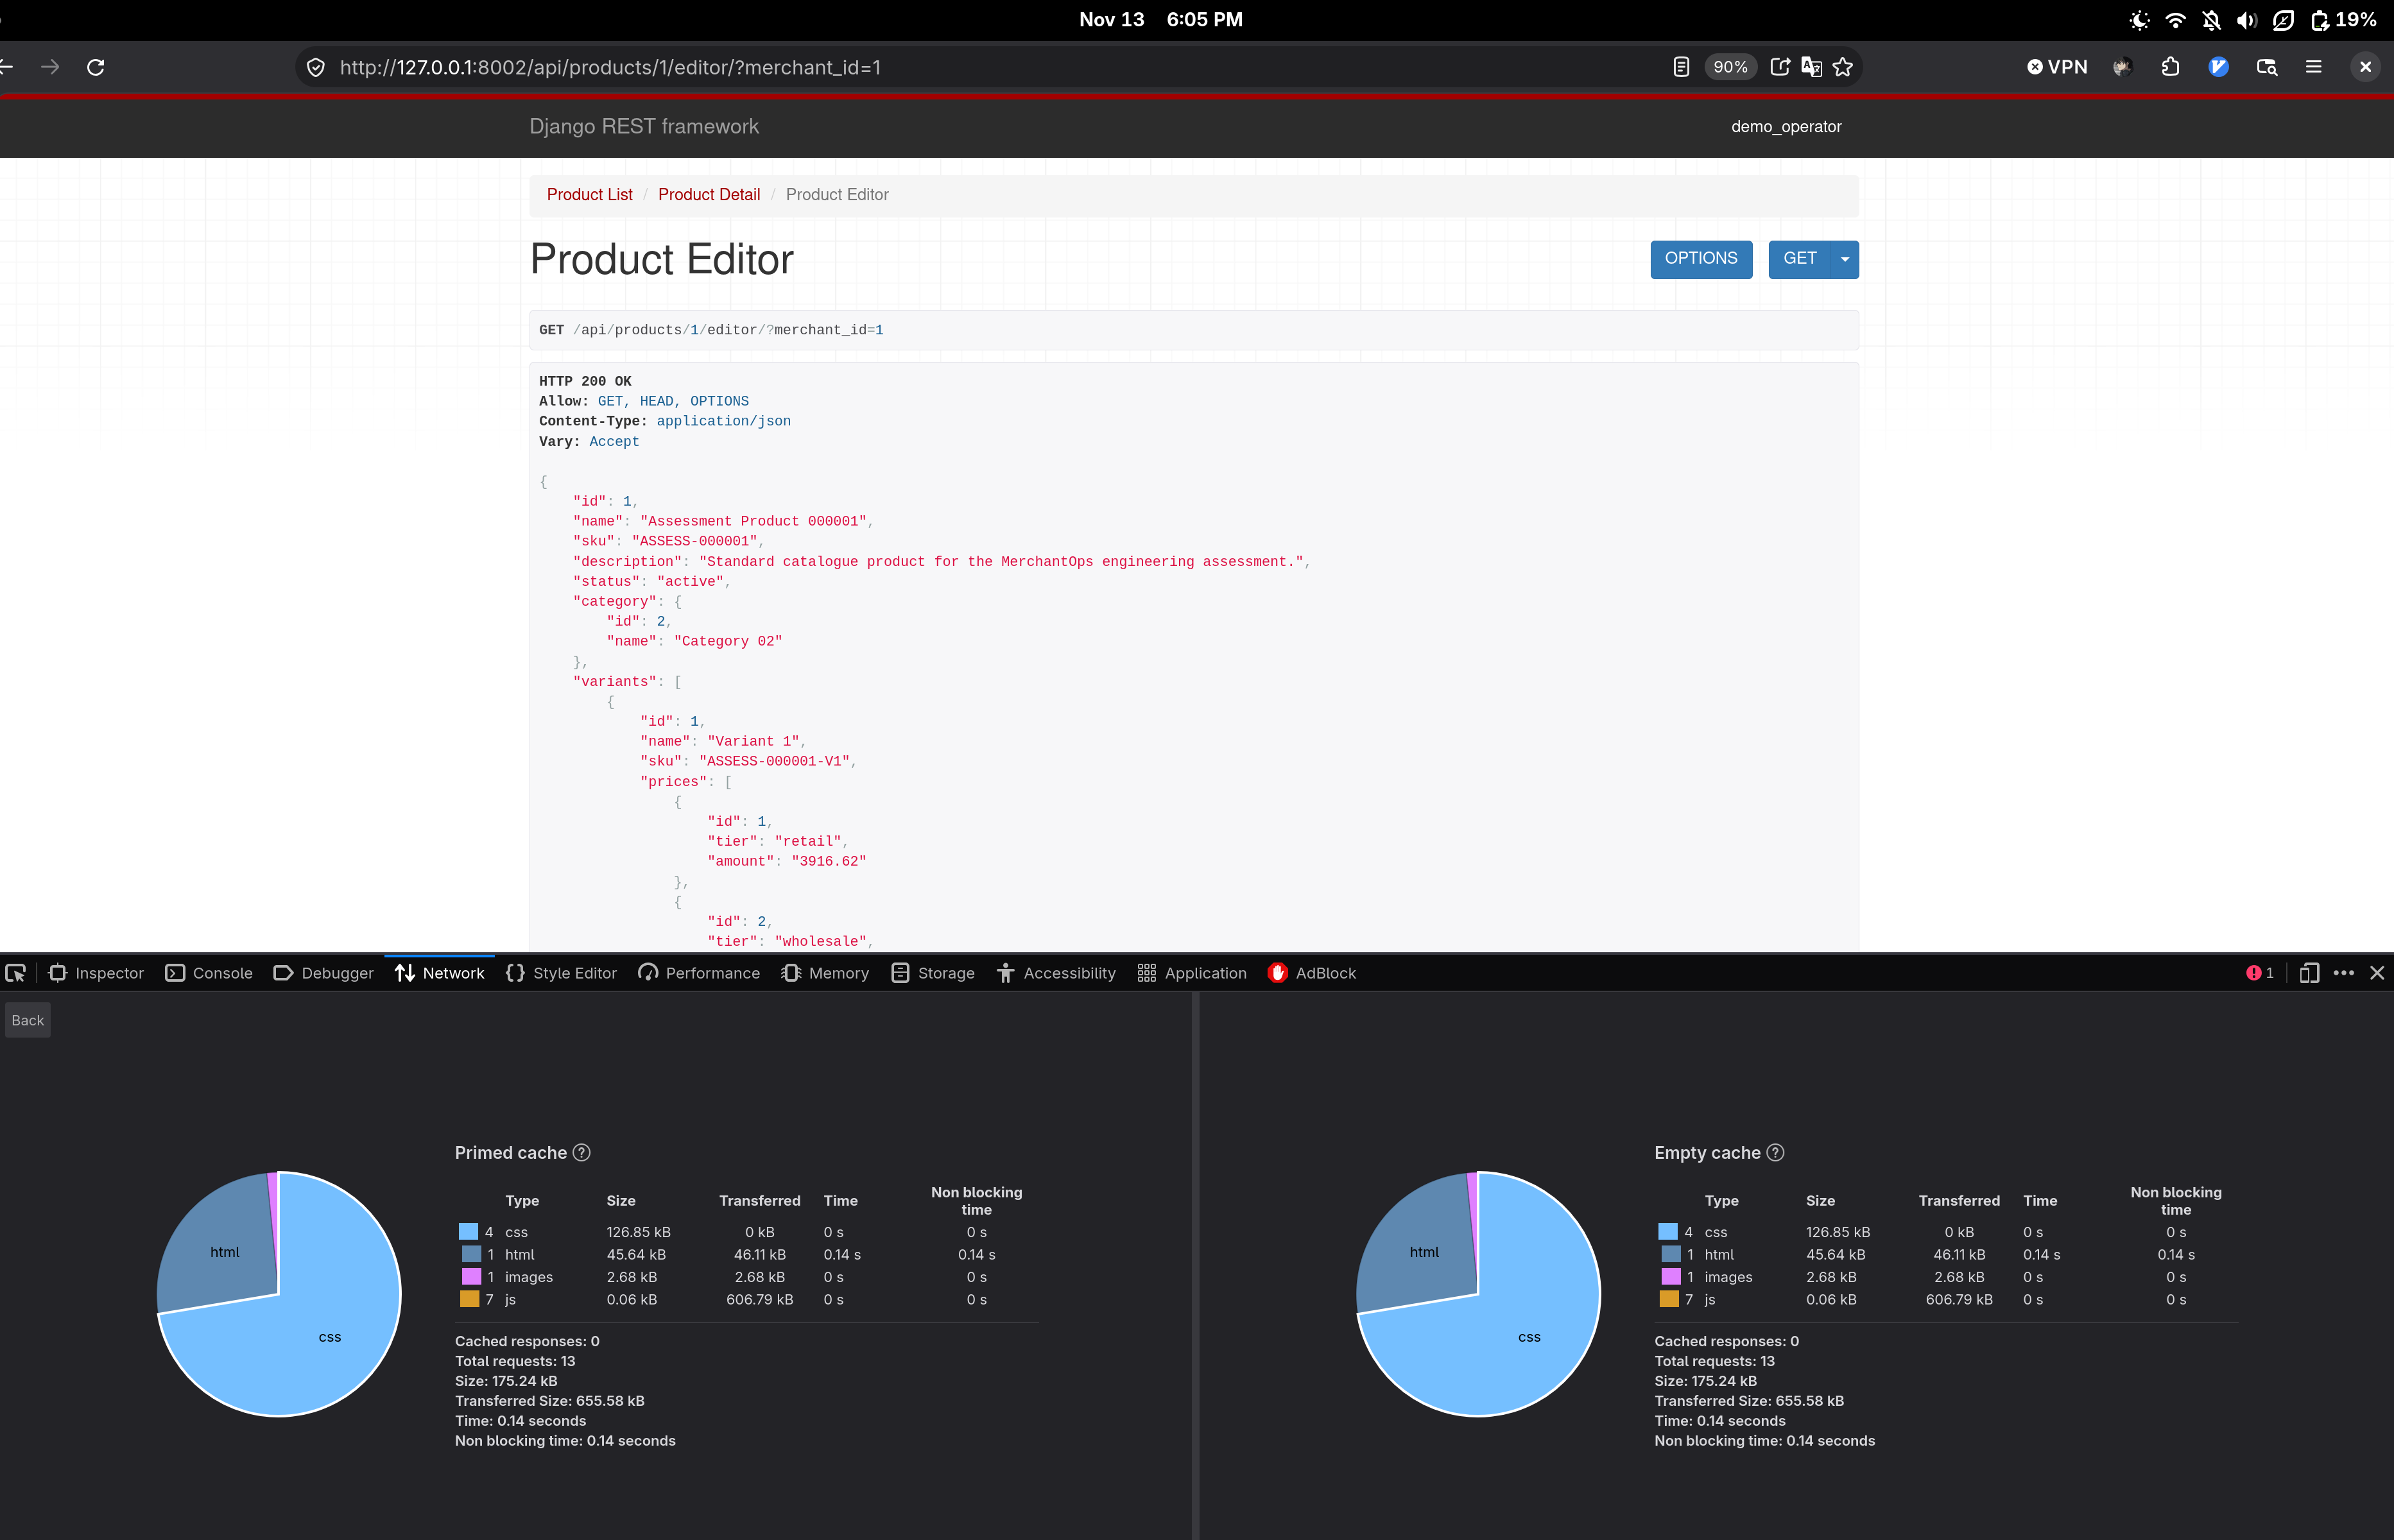 Nov 13 6:05 PM
19%
http://127.0.0.1:8002/api/products/1/editor/?merchant_id=1
90%
VPN
Django REST framework
demo_operator
Product List / Product Detail / Product Editor
Product Editor
OPTIONS
GET
GET /api/products/1/editor/?merchant_id=1
HTTP 200 OK
Allow: GET, HEAD, OPTIONS
Content-Type: application/json
Vary: Accept
{
"id": 1,
"name": "Assessment Product 000001",
"sku": "ASSESS-000001",
"description": "Standard catalogue product for the MerchantOps engineering assessment.",
"status": "active",
"category": {
"id": 2,
"name": "Category 02"
},
"variants": [
{
"id": 1,
"name": "Variant 1",
"sku": "ASSESS-000001-V1",
"prices": [
{
"id": 1,
"tier": "retail",
"amount": "3916.62"
},
{
"id": 2,
"tier": "wholesale",
Inspector Console Debugger Network Style Editor Performance Memory Storage Accessibility Application AdBlock
1
Back
Primed cache ?
Type Size Transferred Time Non blocking time
4 css 126.85 kB 0 kB 0 s 0 s
1 html 45.64 kB 46.11 kB 0.14 s 0.14 s
1 images 2.68 kB 2.68 kB 0 s 0 s
7 js 0.06 kB 606.79 kB 0 s 0 s
Cached responses: 0
Total requests: 13
Size: 175.24 kB
Transferred Size: 655.58 kB
Time: 0.14 seconds
Non blocking time: 0.14 seconds
html
css
Empty cache ?
Type Size Transferred Time Non blocking time
4 css 126.85 kB 0 kB 0 s 0 s
1 html 45.64 kB 46.11 kB 0.14 s 0.14 s
1 images 2.68 kB 2.68 kB 0 s 0 s
7 js 0.06 kB 606.79 kB 0 s 0 s
Cached responses: 0
Total requests: 13
Size: 175.24 kB
Transferred Size: 655.58 kB
Time: 0.14 seconds
Non blocking time: 0.14 seconds
html
css